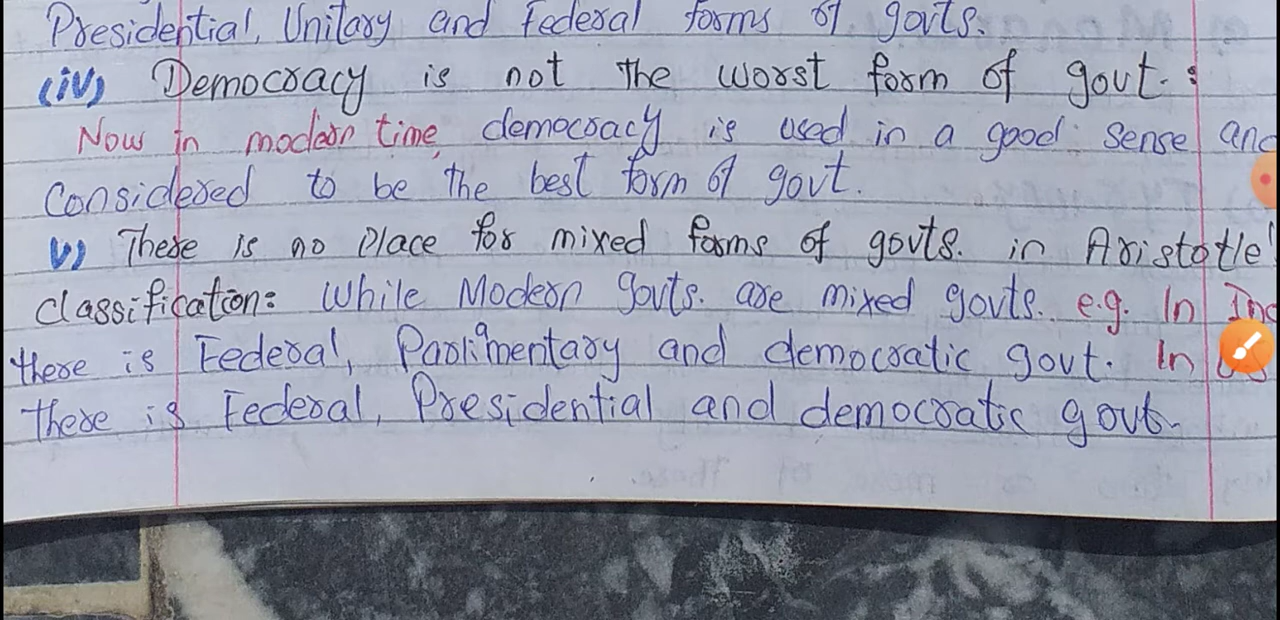 Presidential, Unitary and Federal forms of govts.
(iv) Democracy is not the worst form of govt. :
Now in modern time, democracy is used in a good sense and
Considered to be the best form of govt.
v) There is no place for mixed forms of govts. in Aristotle's
classification: while Modern govts. are mixed govts. e.g. In Ind
there is Federal, Parliamentary and democratic govt. In US
there is Federal, Presidential and democratic govt.